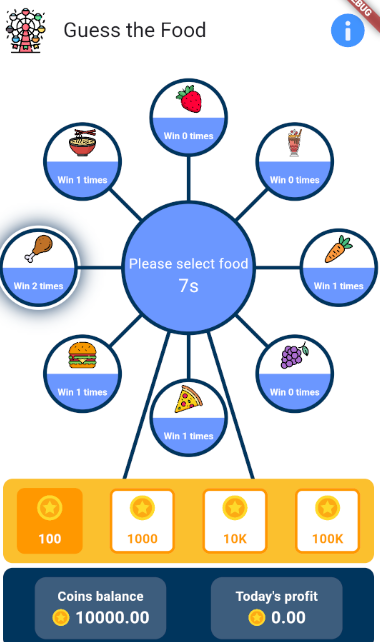 Guess the Food
Win 0 times
Win 1 times
Win 0 times
Please select food
7s
Win 2 times
Win 1 times
Win 1 times
Win 0 times
Win 1 times
100
1000
10K
100K
Coins balance
10000.00
Today's profit
0.00